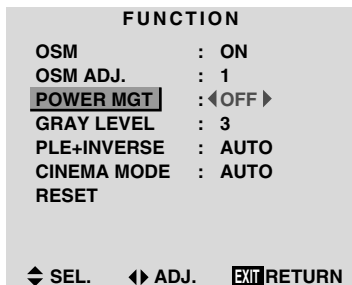 FUNCTION
OSM : ON
OSM ADJ. : 1
POWER MGT : OFF
GRAY LEVEL : 3
PLE+INVERSE : AUTO
CINEMA MODE : AUTO
RESET
SEL. ADJ. EXIT RETURN